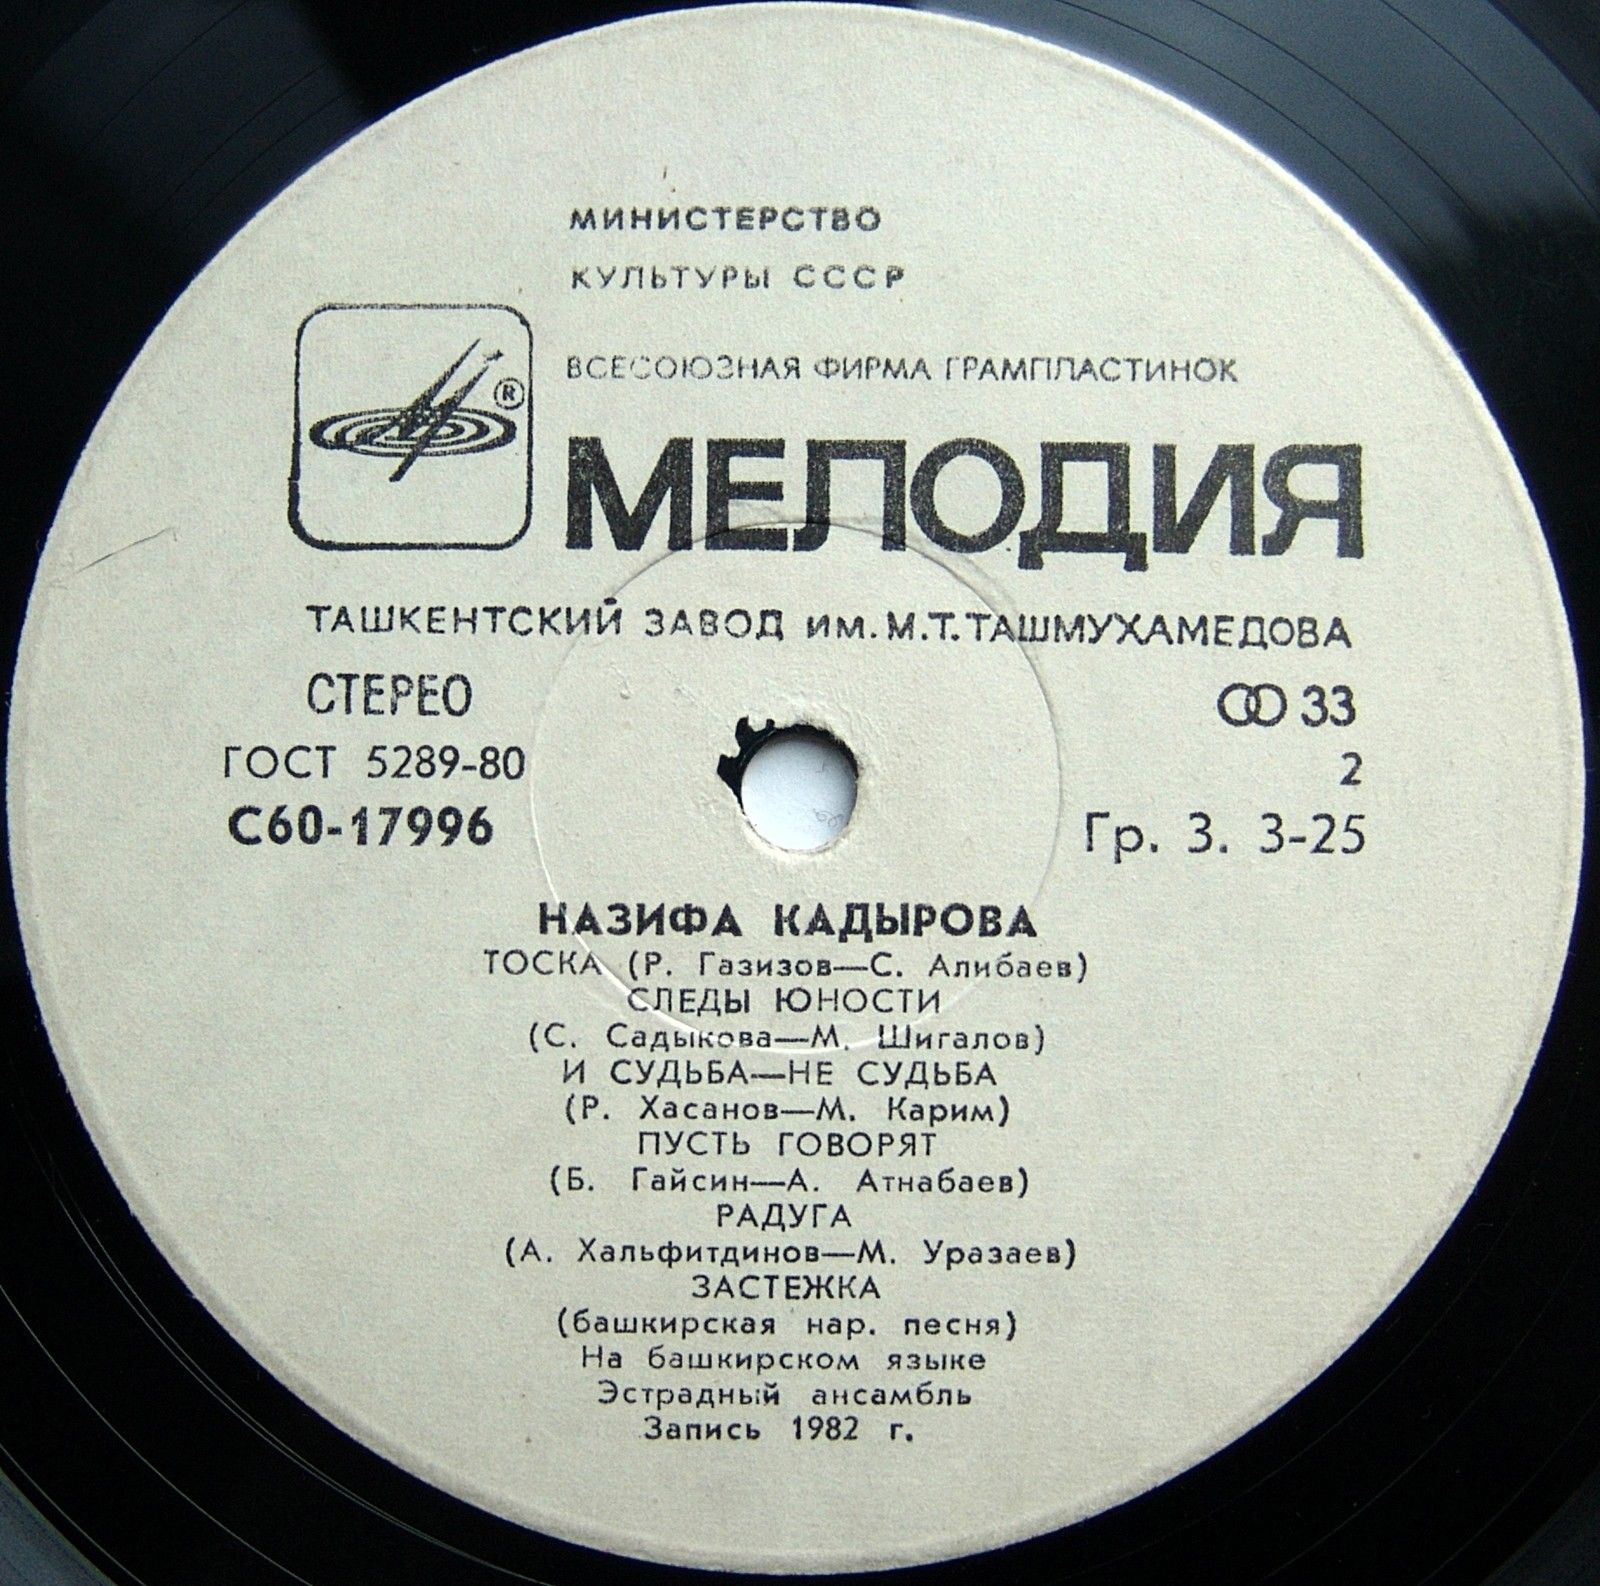 МИНИСТЕРСТВО
КУЛЬТУРЫ СССР
ВСЕСОЮЗНАЯ ФИРМА ГРАМПЛАСТИНОК
®
МЕЛОДИЯ
ТАШКЕНТСКИЙ ЗАВОД им. М.Т. ТАШМУХАМЕДОВА
СТЕРЕО
33
ГОСТ 5289-80
2
С60-17996
Гр. 3. 3-25
НАЗИФА КАДЫРОВА
ТОСКА (Р. Газизов—С. Алибаев)
СЛЕДЫ ЮНОСТИ
(С. Садыкова—М. Шигапов)
И СУДЬБА—НЕ СУДЬБА
(Р. Хасанов—М. Карим)
ПУСТЬ ГОВОРЯТ
(Б. Гайсин—А. Атнабаев)
РАДУГА
(А. Хальфитдинов—М. Уразаев)
ЗАСТЕЖКА
(башкирская нар. песня)
На башкирском языке
Эстрадный ансамбль
Запись 1982 г.